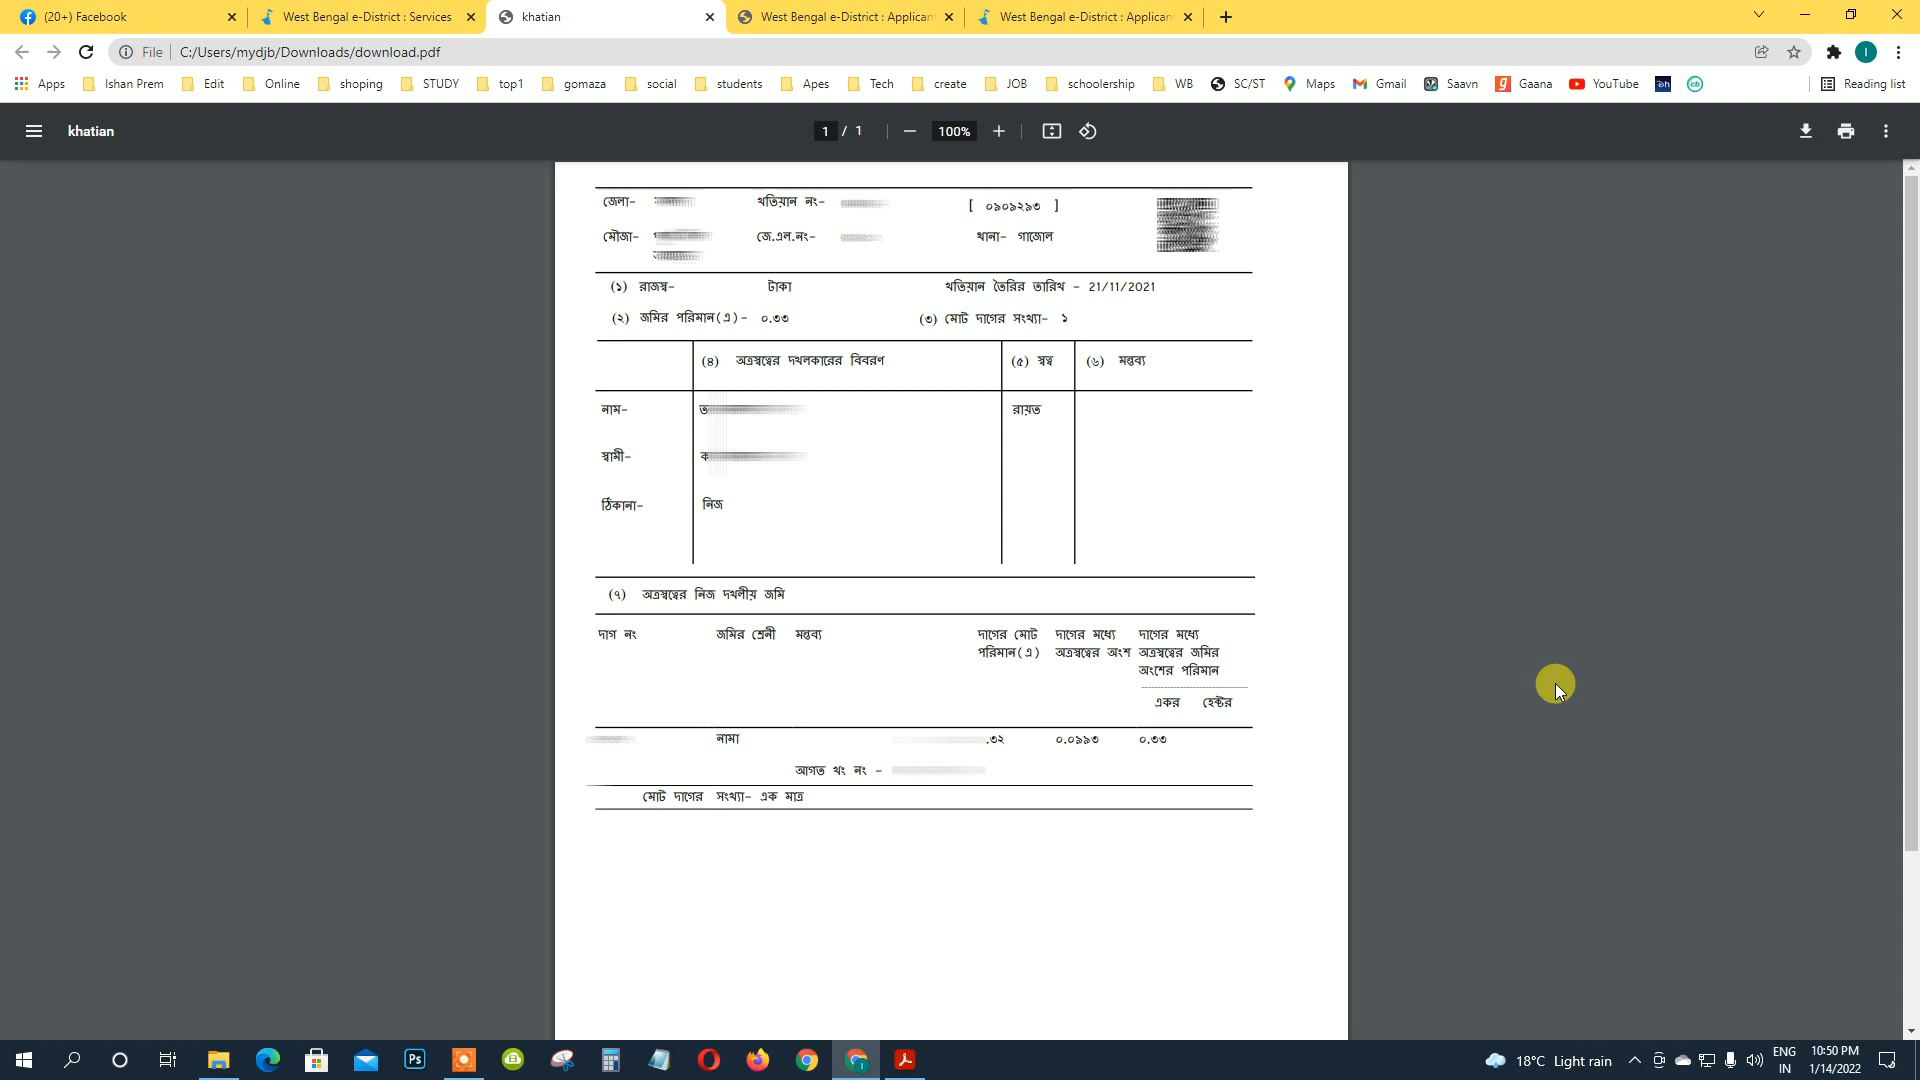 (20+) Facebook
West Bengal e-District : Services
khatian
West Bengal e-District : Applican
West Bengal e-District : Applican
File C:/Users/mydjb/Downloads/download.pdf
Apps Ishan Prem Edit Online shoping STUDY top1 gomaza social students Apes Tech create JOB schoolership WB SC/ST Maps Gmail Saavn Gaana YouTube Reading list
khatian 1 / 1 100%
জেলা- খতিয়ান নং- [ ০৯০৯২৯৩ ]
মৌজা- জে.এল.নং- থানা- গাজোল
(১) রাজস্ব- টাকা খতিয়ান তৈরির তারিখ - 21/11/2021
(২) জমির পরিমান(এ)- ০.৩৩ (৩) মোট দাগের সংখ্যা- ১
(৪) অত্রস্বত্বের দখলকারের বিবরণ (৫) স্বত্ব (৬) মন্তব্য
নাম- রায়ত
স্বামী-
ঠিকানা- নিজ
(৭) অত্রস্বত্বের নিজ দখলীয় জমি
দাগ নং জমির শ্রেনী মন্তব্য দাগের মোট দাগের মধ্যে দাগের মধ্যে
পরিমান(এ) অত্রস্বত্বের অংশ অত্রস্বত্বের জমির
অংশের পরিমান
একর হেক্টর
নামা .৩২ ০.০৯৯৩ ০.৩৩
আগত খং নং -
মোট দাগের সংখ্যা- এক মাত্র
18°C Light rain
ENG
IN
10:50 PM
1/14/2022